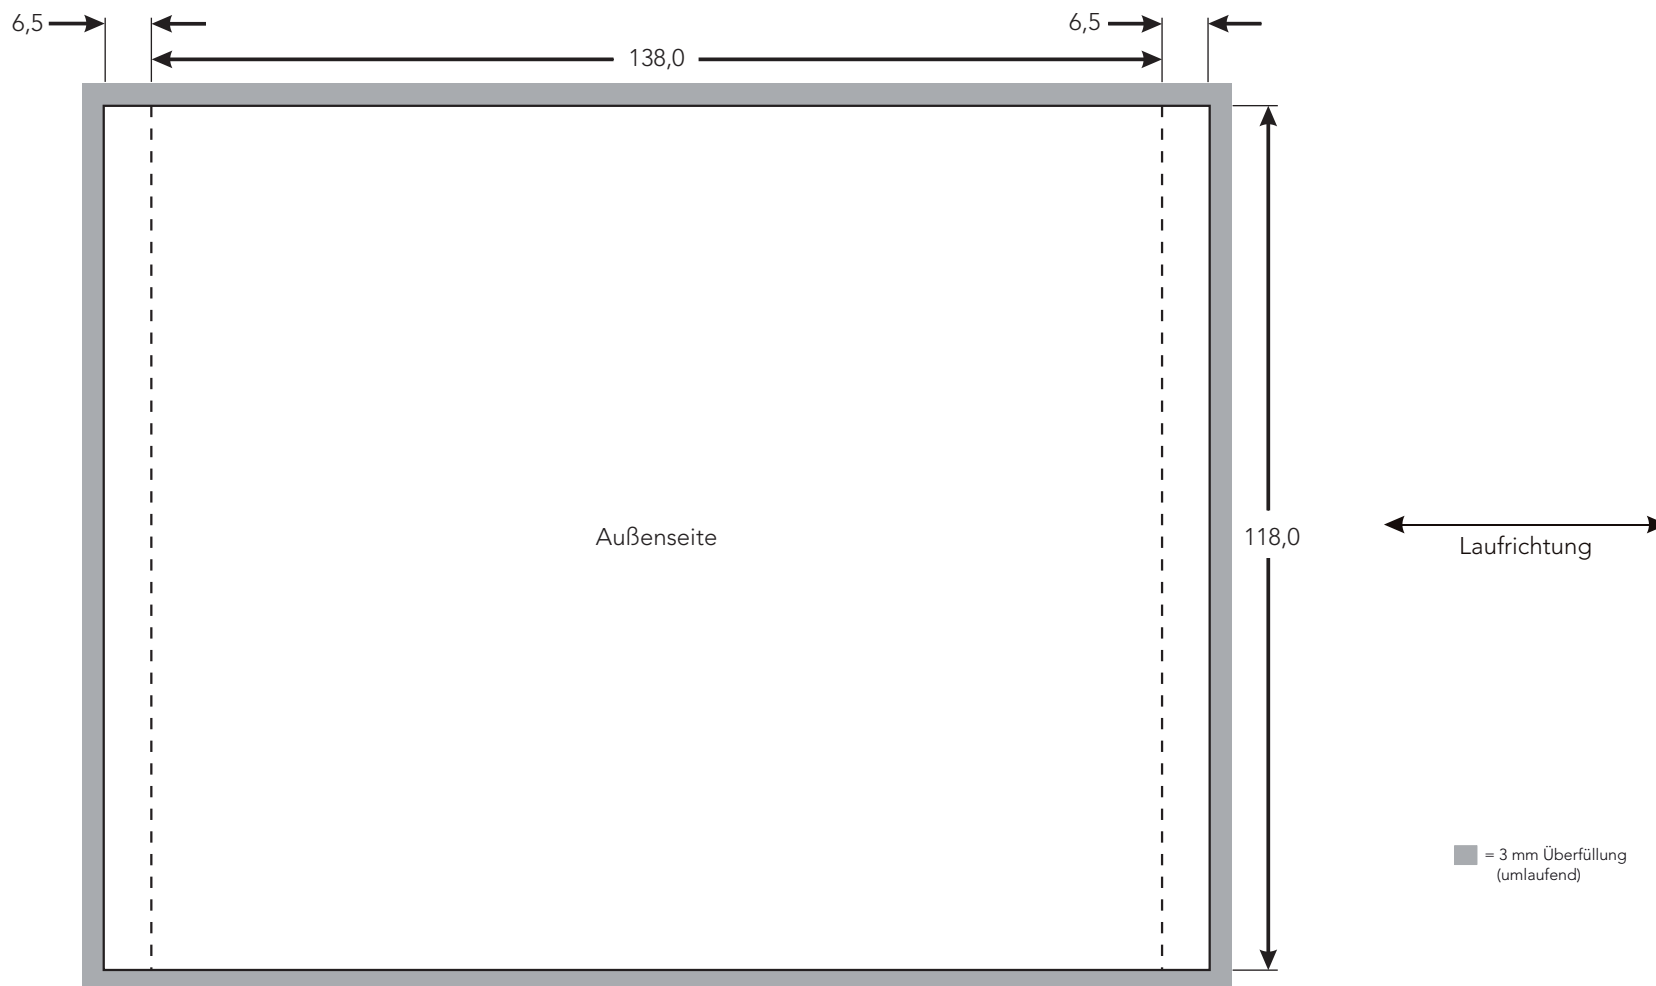 6,5
6,5
138,0
Außenseite
118,0
Laufrichtung
= 3 mm Überfüllung
(umlaufend)